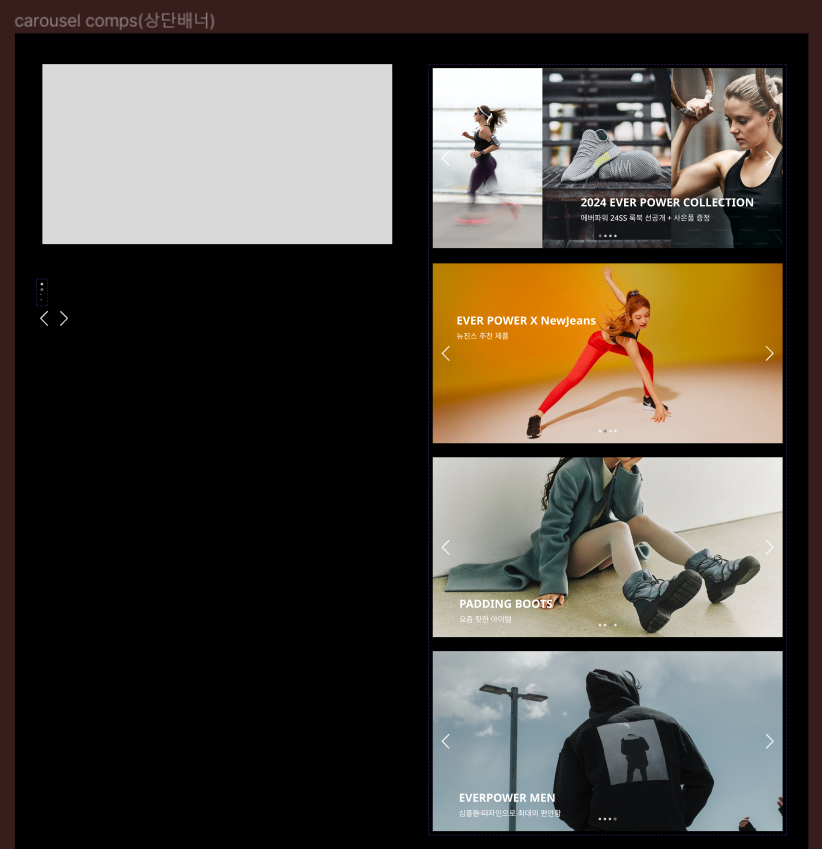 carousel comps(상단배너)
2024 EVER POWER COLLECTION
에버파워 24SS 룩북 선공개 + 사은품 증정
EVER POWER X NewJeans
뉴진스 추천 제품
PADDING BOOTS
요즘 핫한 아이템
EVERPOWER MEN
심플한 디자인으로 최대의 편안함